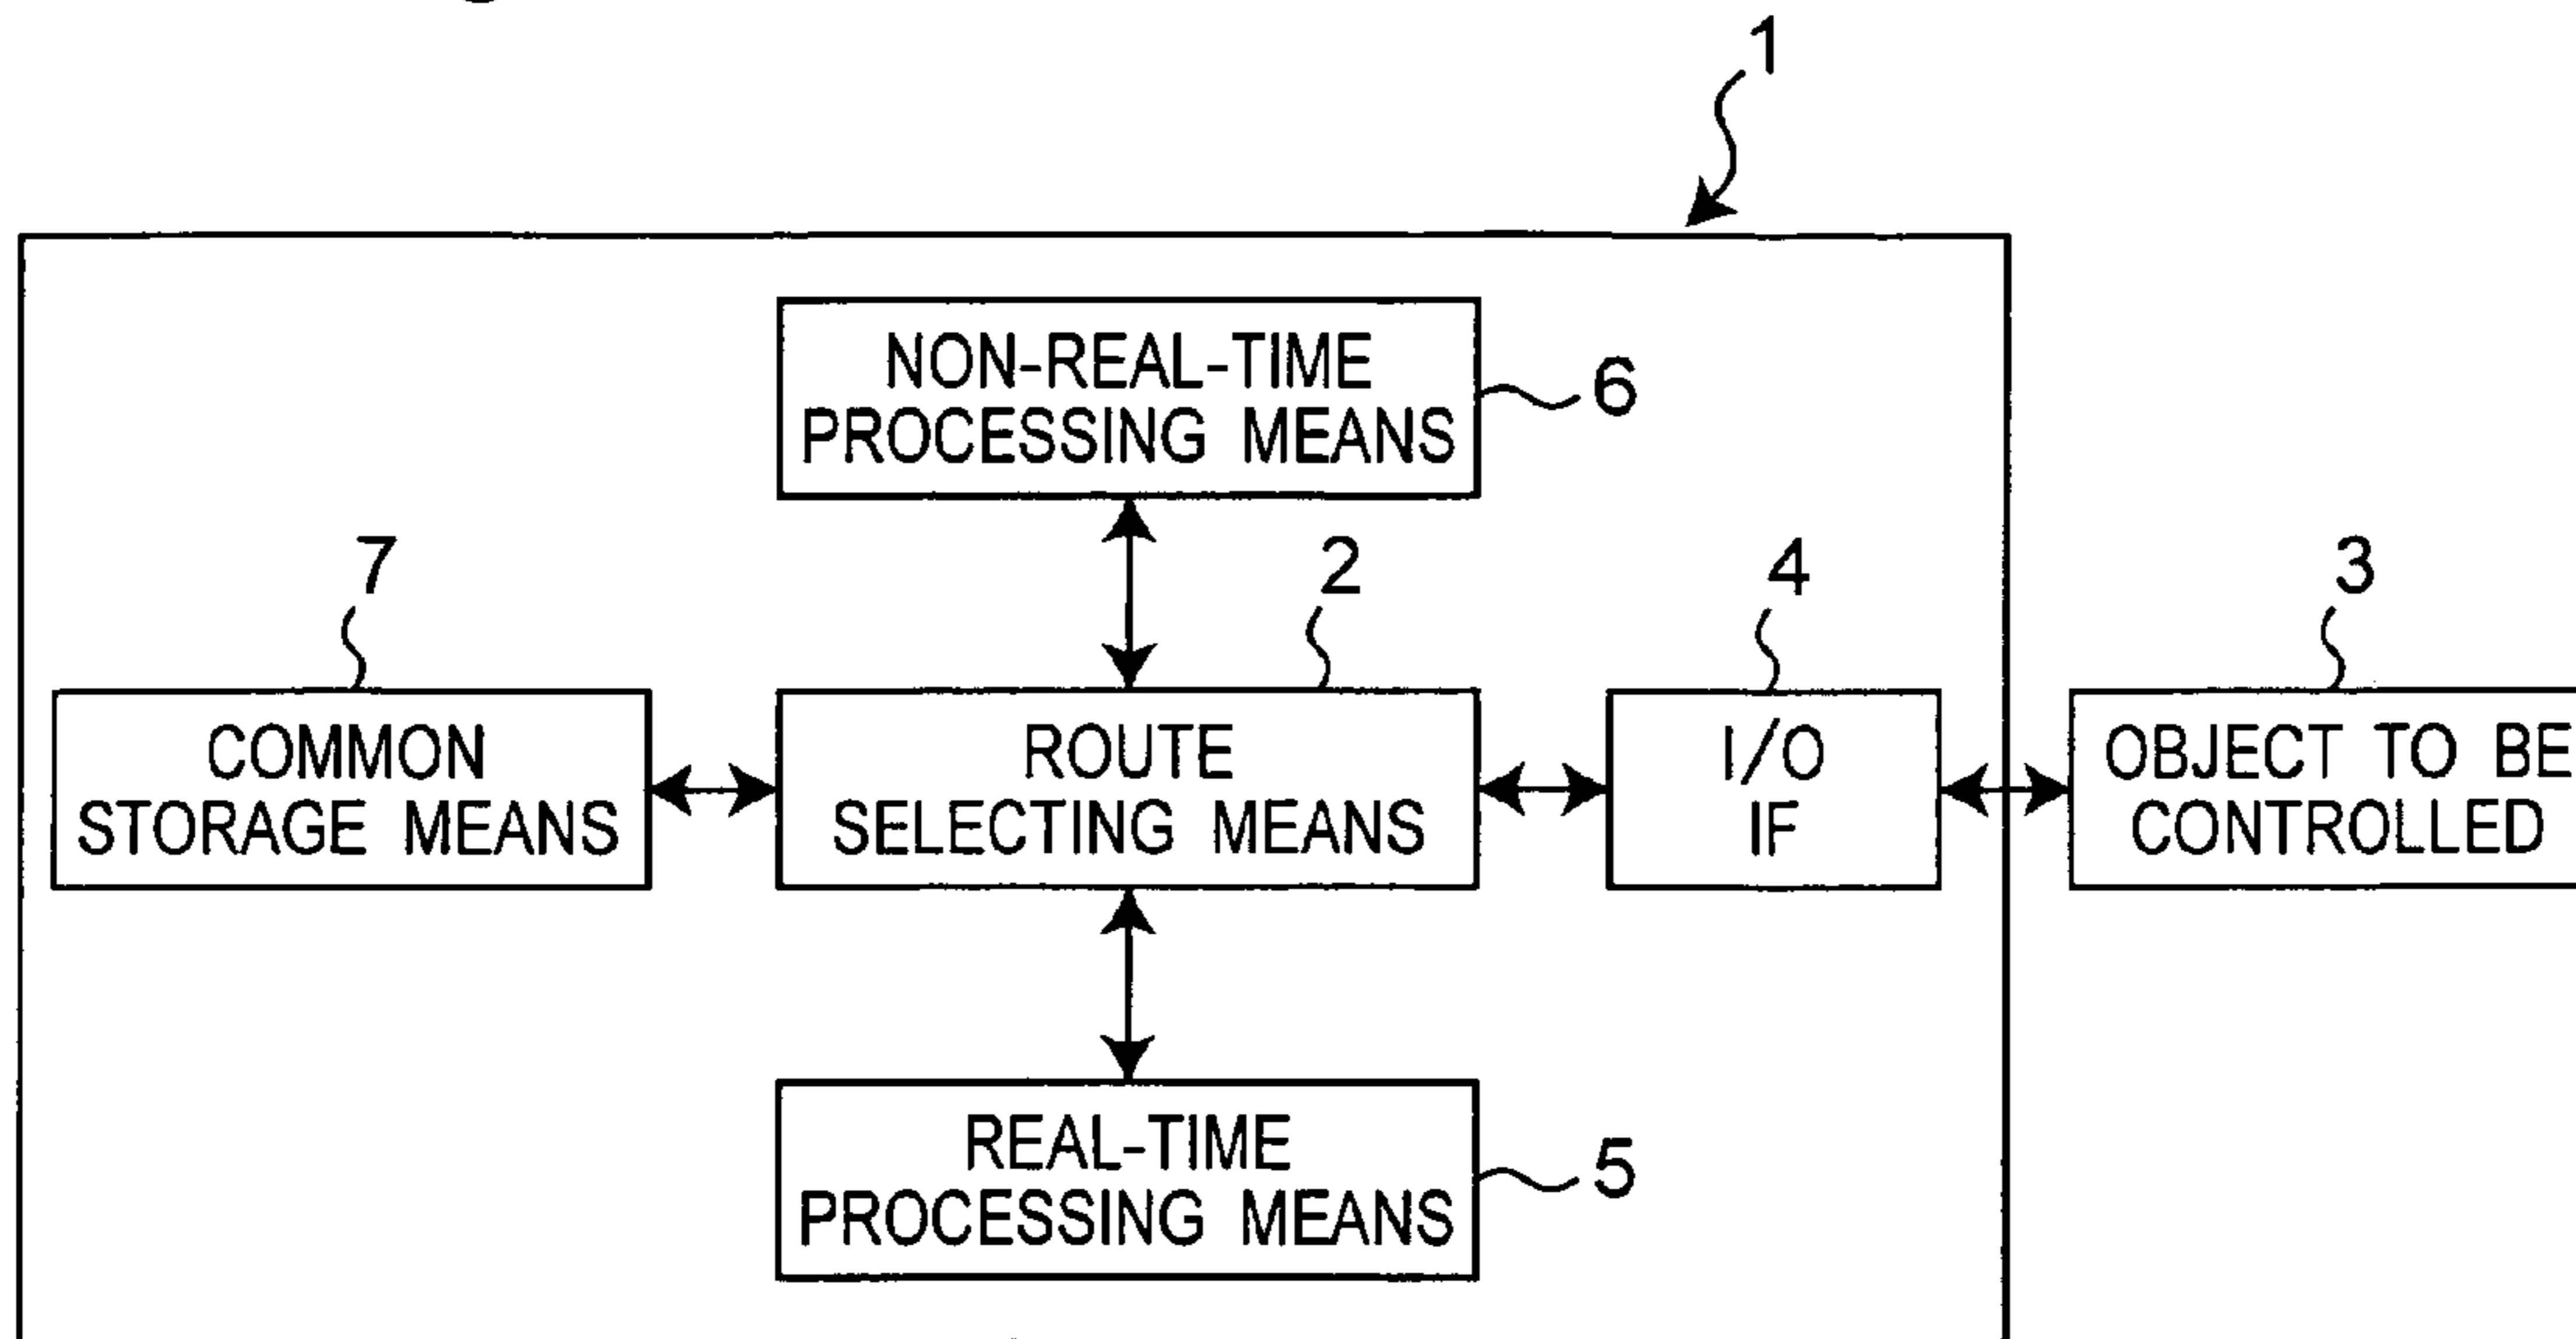 1
NON-REAL-TIME
PROCESSING MEANS
6
7
2
4
3
COMMON
STORAGE MEANS
ROUTE
SELECTING MEANS
I/O
IF
OBJECT TO BE
CONTROLLED
REAL-TIME
PROCESSING MEANS
5